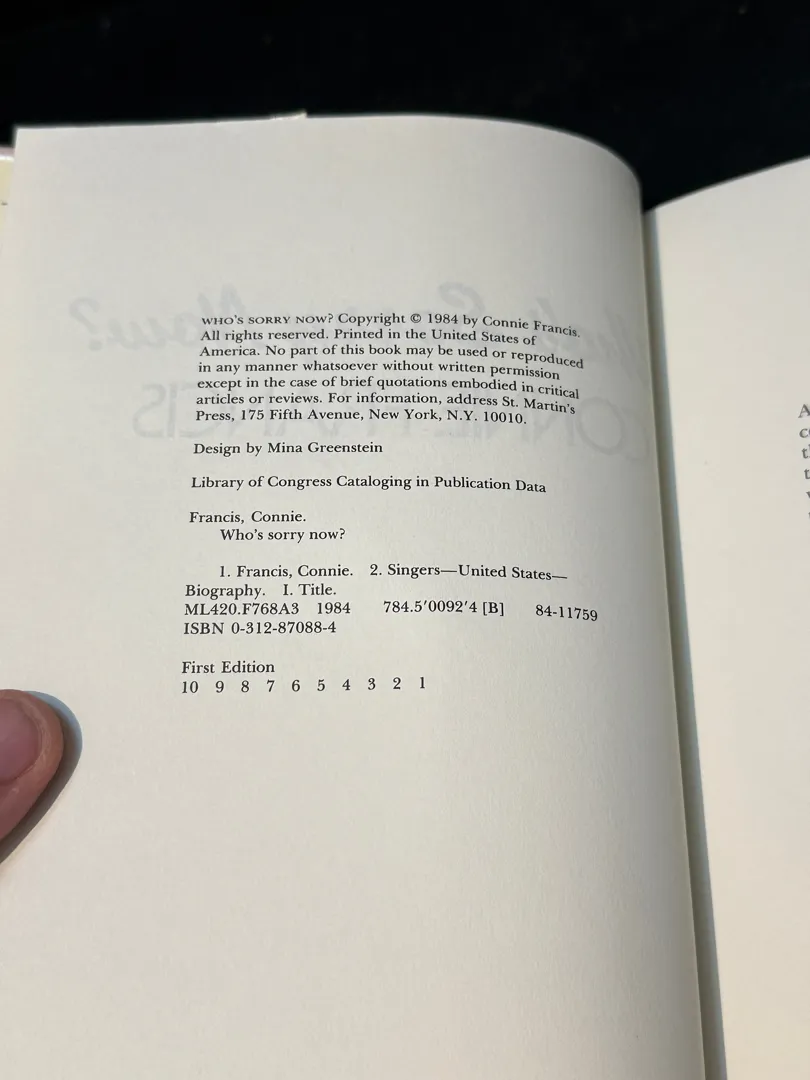 WHO'S SORRY NOW? Copyright © 1984 by Connie Francis.
All rights reserved. Printed in the United States of
America. No part of this book may be used or reproduced
in any manner whatsoever without written permission
except in the case of brief quotations embodied in critical
articles or reviews. For information, address St. Martin's
Press, 175 Fifth Avenue, New York, N.Y. 10010.
Design by Mina Greenstein
Library of Congress Cataloging in Publication Data
Francis, Connie.
Who's sorry now?
1. Francis, Connie. 2. Singers—United States—
Biography. I. Title.
ML420.F768A3 1984 784.5′0092′4 [B] 84-11759
ISBN 0-312-87088-4
First Edition
10 9 8 7 6 5 4 3 2 1